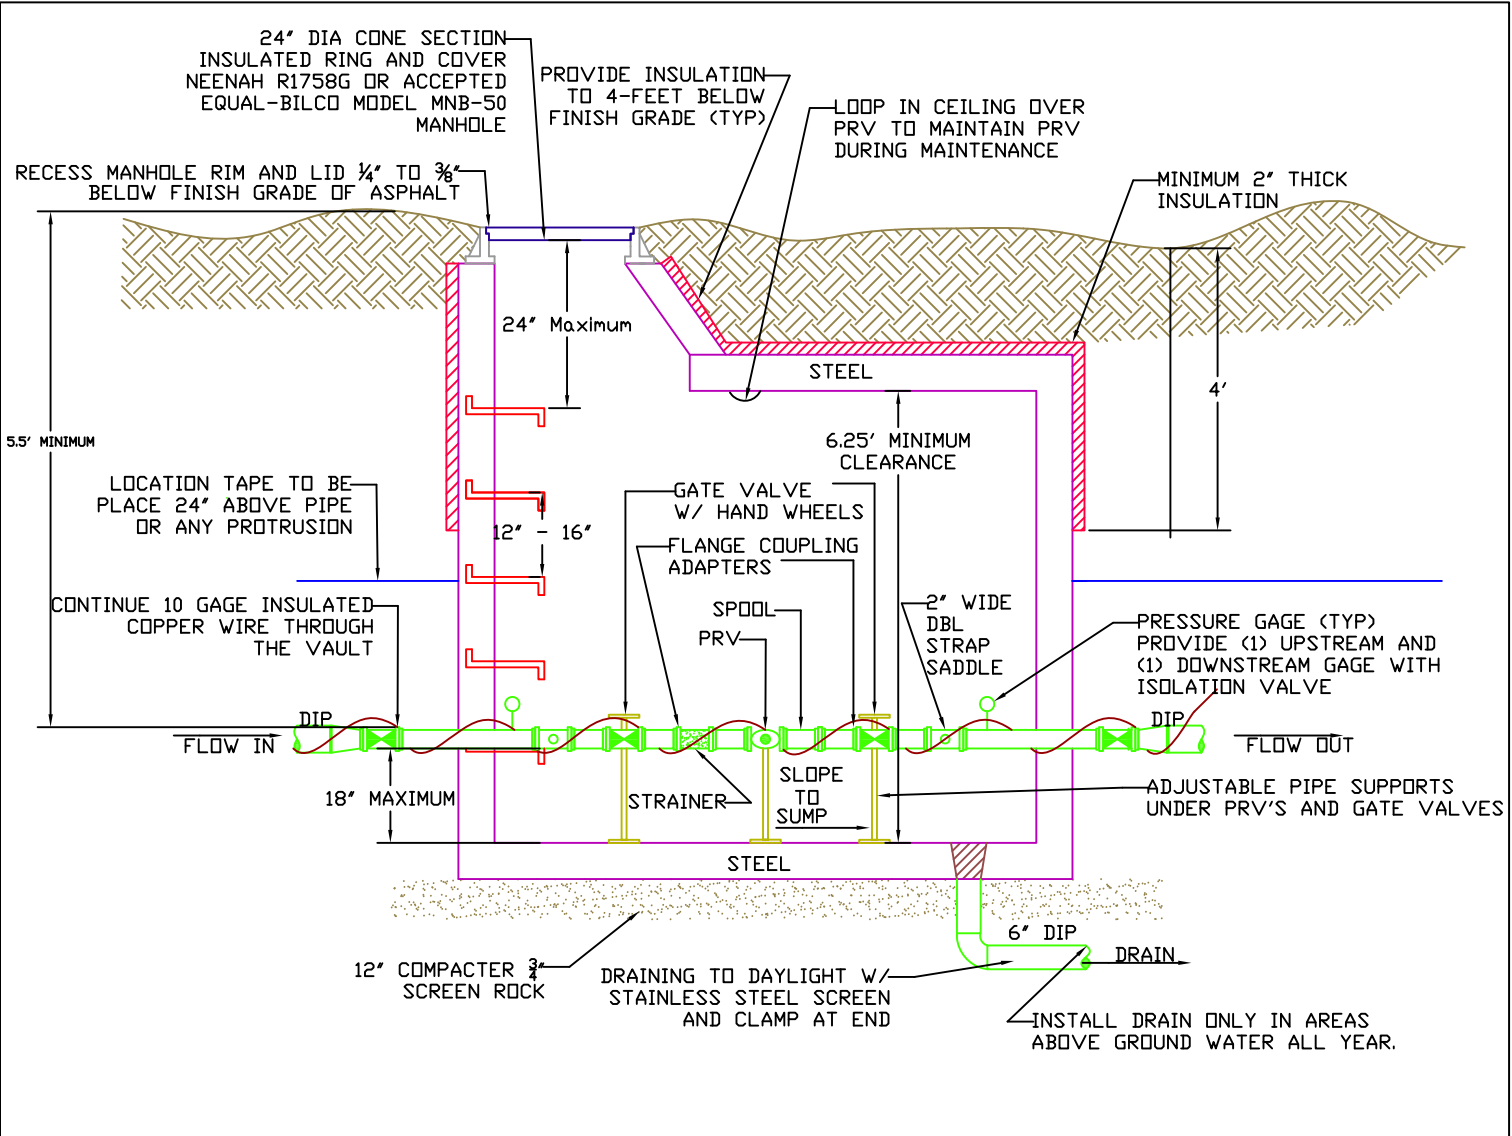 24" DIA CONE SECTION
INSULATED RING AND COVER
NEENAH R1758G OR ACCEPTED
EQUAL-BILCO MODEL MNB-50
MANHOLE
PROVIDE INSULATION
TO 4-FEET BELOW
FINISH GRADE (TYP)
LOOP IN CEILING OVER
PRV TO MAINTAIN PRV
DURING MAINTENANCE
RECESS MANHOLE RIM AND LID ¼" TO ⅜"
BELOW FINISH GRADE OF ASPHALT
MINIMUM 2" THICK
INSULATION
24" Maximum
STEEL
4'
5.5' MINIMUM
6.25' MINIMUM
CLEARANCE
LOCATION TAPE TO BE
PLACE 24" ABOVE PIPE
OR ANY PROTRUSION
GATE VALVE
W/ HAND WHEELS
12" - 16"
FLANGE COUPLING
ADAPTERS
CONTINUE 10 GAGE INSULATED
COPPER WIRE THROUGH
THE VAULT
SPOOL
PRV
2" WIDE
DBL
STRAP
SADDLE
PRESSURE GAGE (TYP)
PROVIDE (1) UPSTREAM AND
(1) DOWNSTREAM GAGE WITH
ISOLATION VALVE
DIP
FLOW IN
DIP
FLOW OUT
18" MAXIMUM
STRAINER
SLOPE
TO
SUMP
ADJUSTABLE PIPE SUPPORTS
UNDER PRV'S AND GATE VALVES
STEEL
6" DIP
DRAIN
12" COMPACTER ¾"
SCREEN ROCK
DRAINING TO DAYLIGHT W/
STAINLESS STEEL SCREEN
AND CLAMP AT END
INSTALL DRAIN ONLY IN AREAS
ABOVE GROUND WATER ALL YEAR.